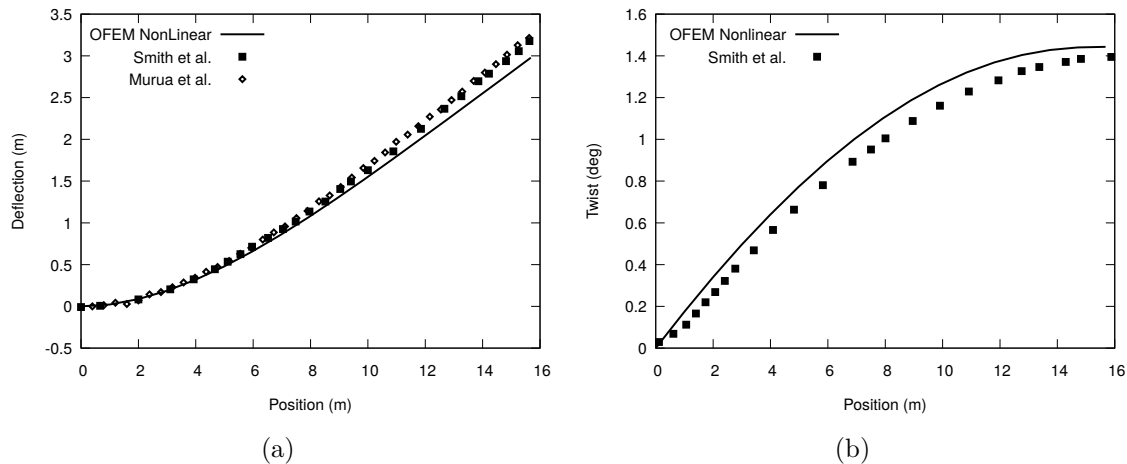 OFEM NonLinear
Smith et al.
Murua et al.
3.5
3
2.5
2
1.5
1
0.5
0
-0.5
Deflection (m)
0 2 4 6 8 10 12 14 16
Position (m)
(a)
OFEM Nonlinear
Smith et al.
1.6
1.4
1.2
1
0.8
0.6
0.4
0.2
0
Twist (deg)
0 2 4 6 8 10 12 14 16
Position (m)
(b)